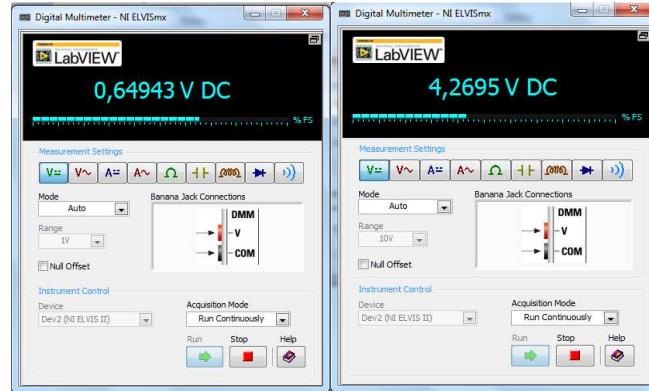 Digital Multimeter - NI ELVISmx
LabVIEW
0,64943 V DC
% FS
Measurement Settings
V= V~ A= A~ Ω
Mode
Auto
Banana Jack Connections
DMM
V
COM
Range
1V
Null Offset
Instrument Control
Device
Dev2 (NI ELVIS II)
Acquisition Mode
Run Continuously
Run Stop Help
Digital Multimeter - NI ELVISmx
LabVIEW
4,2695 V DC
% FS
Measurement Settings
V= V~ A= A~ Ω
Mode
Auto
Banana Jack Connections
DMM
V
COM
Range
10V
Null Offset
Instrument Control
Device
Dev2 (NI ELVIS II)
Acquisition Mode
Run Continuously
Run Stop Help